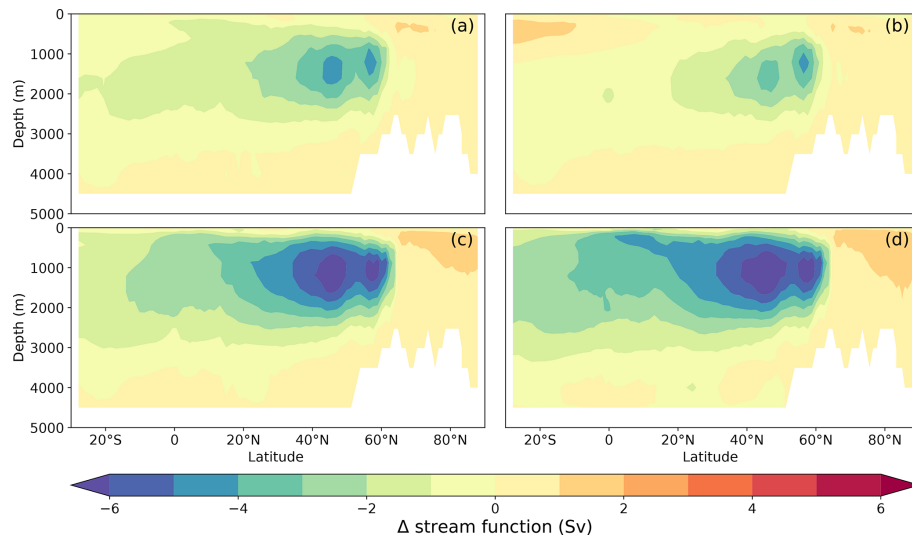 0 (a) (b)
1000
2000
3000
4000
5000
Depth (m)
0 (c) (d)
1000
2000
3000
4000
5000
Depth (m)
20°S 0 20°N 40°N 60°N 80°N 20°S 0 20°N 40°N 60°N 80°N
Latitude Latitude
−6 −4 −2 0 2 4 6
Δ stream function (Sv)